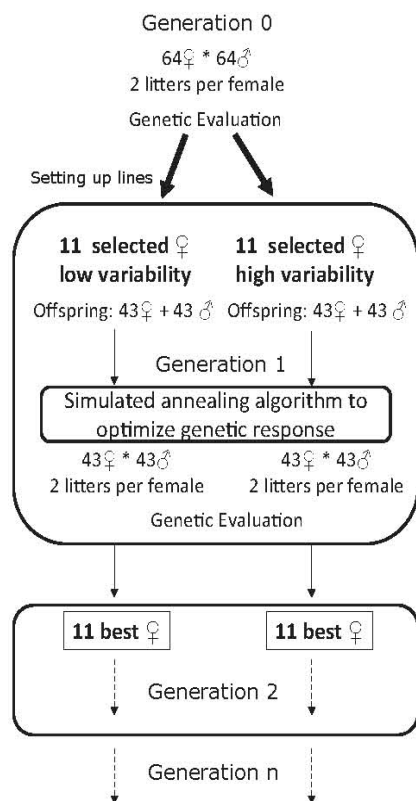 Generation 0
64♀ * 64♂
2 litters per female
Genetic Evaluation
Setting up lines
11 selected ♀
low variability
Offspring: 43♀ + 43 ♂
11 selected ♀
high variability
Offspring: 43♀ + 43 ♂
Generation 1
Simulated annealing algorithm to
optimize genetic response
43♀ * 43♂
2 litters per female
43♀ * 43♂
2 litters per female
Genetic Evaluation
11 best ♀
11 best ♀
Generation 2
Generation n